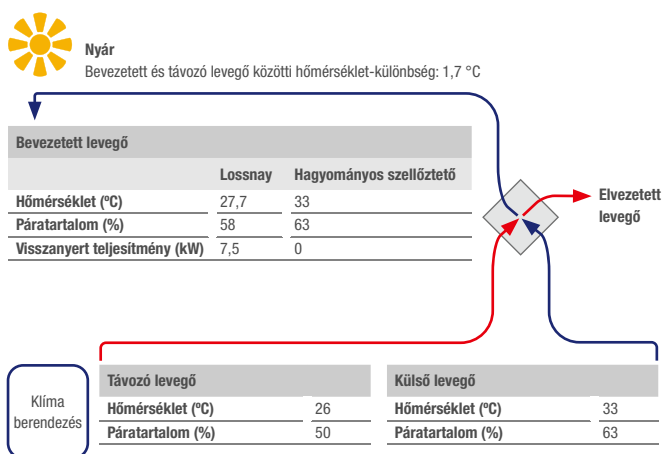 Nyár
Bevezetett és távozó levegő közötti hőmérséklet-különbség: 1,7 °C
Bevezetett levegő
Lossnay Hagyományos szellőztető
Hőmérséklet (ºC) 27,7 33
Páratartalom (%) 58 63
Visszanyert teljesítmény (kW) 7,5 0
Elvezetett
levegő
Klíma
berendezés
Távozó levegő
Hőmérséklet (ºC) 26
Páratartalom (%) 50
Külső levegő
Hőmérséklet (ºC) 33
Páratartalom (%) 63